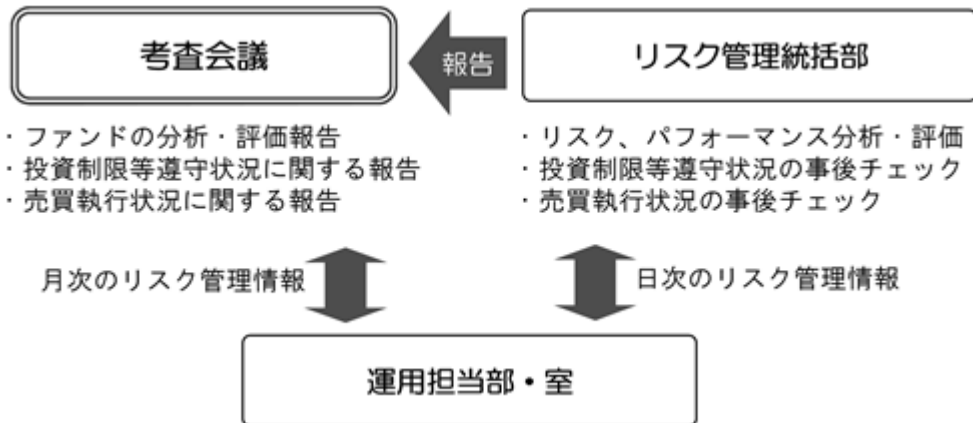 考査会議
報告
リスク管理統括部
・ファンドの分析・評価報告
・投資制限等遵守状況に関する報告
・売買執行状況に関する報告
・リスク、パフォーマンス分析・評価
・投資制限等遵守状況の事後チェック
・売買執行状況の事後チェック
月次のリスク管理情報
日次のリスク管理情報
運用担当部・室